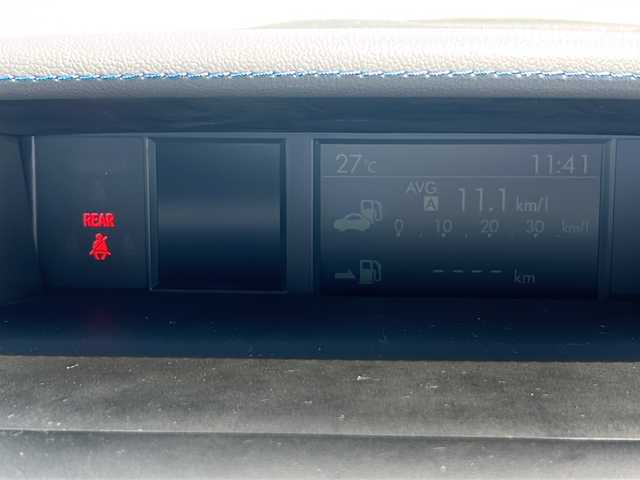 27°C 11:41
AVG
A 11.1 km/l
REAR
0 10 20 30 km/l
---- km